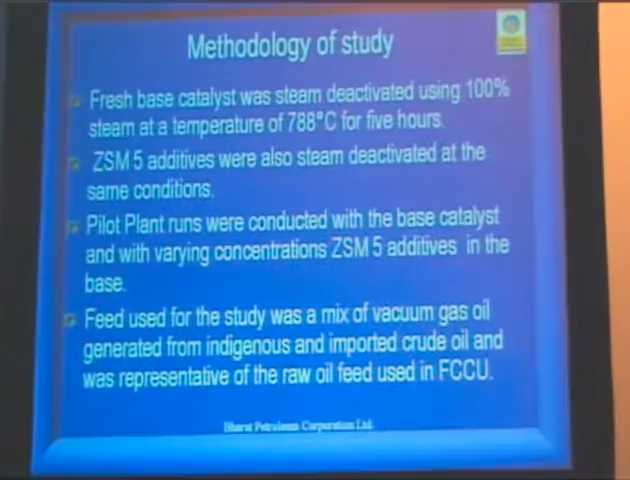 Methodology of study
Fresh base catalyst was steam deactivated using 100%
steam at a temperature of 788°C for five hours.
ZSM 5 additives were also steam deactivated at the
same conditions.
Pilot Plant runs were conducted with the base catalyst
and with varying concentrations ZSM 5 additives in the
base.
Feed used for the study was a mix of vacuum gas oil
generated from indigenous and imported crude oil and
was representative of the raw oil feed used in FCCU.
Bharat Petroleum Corporation Ltd.